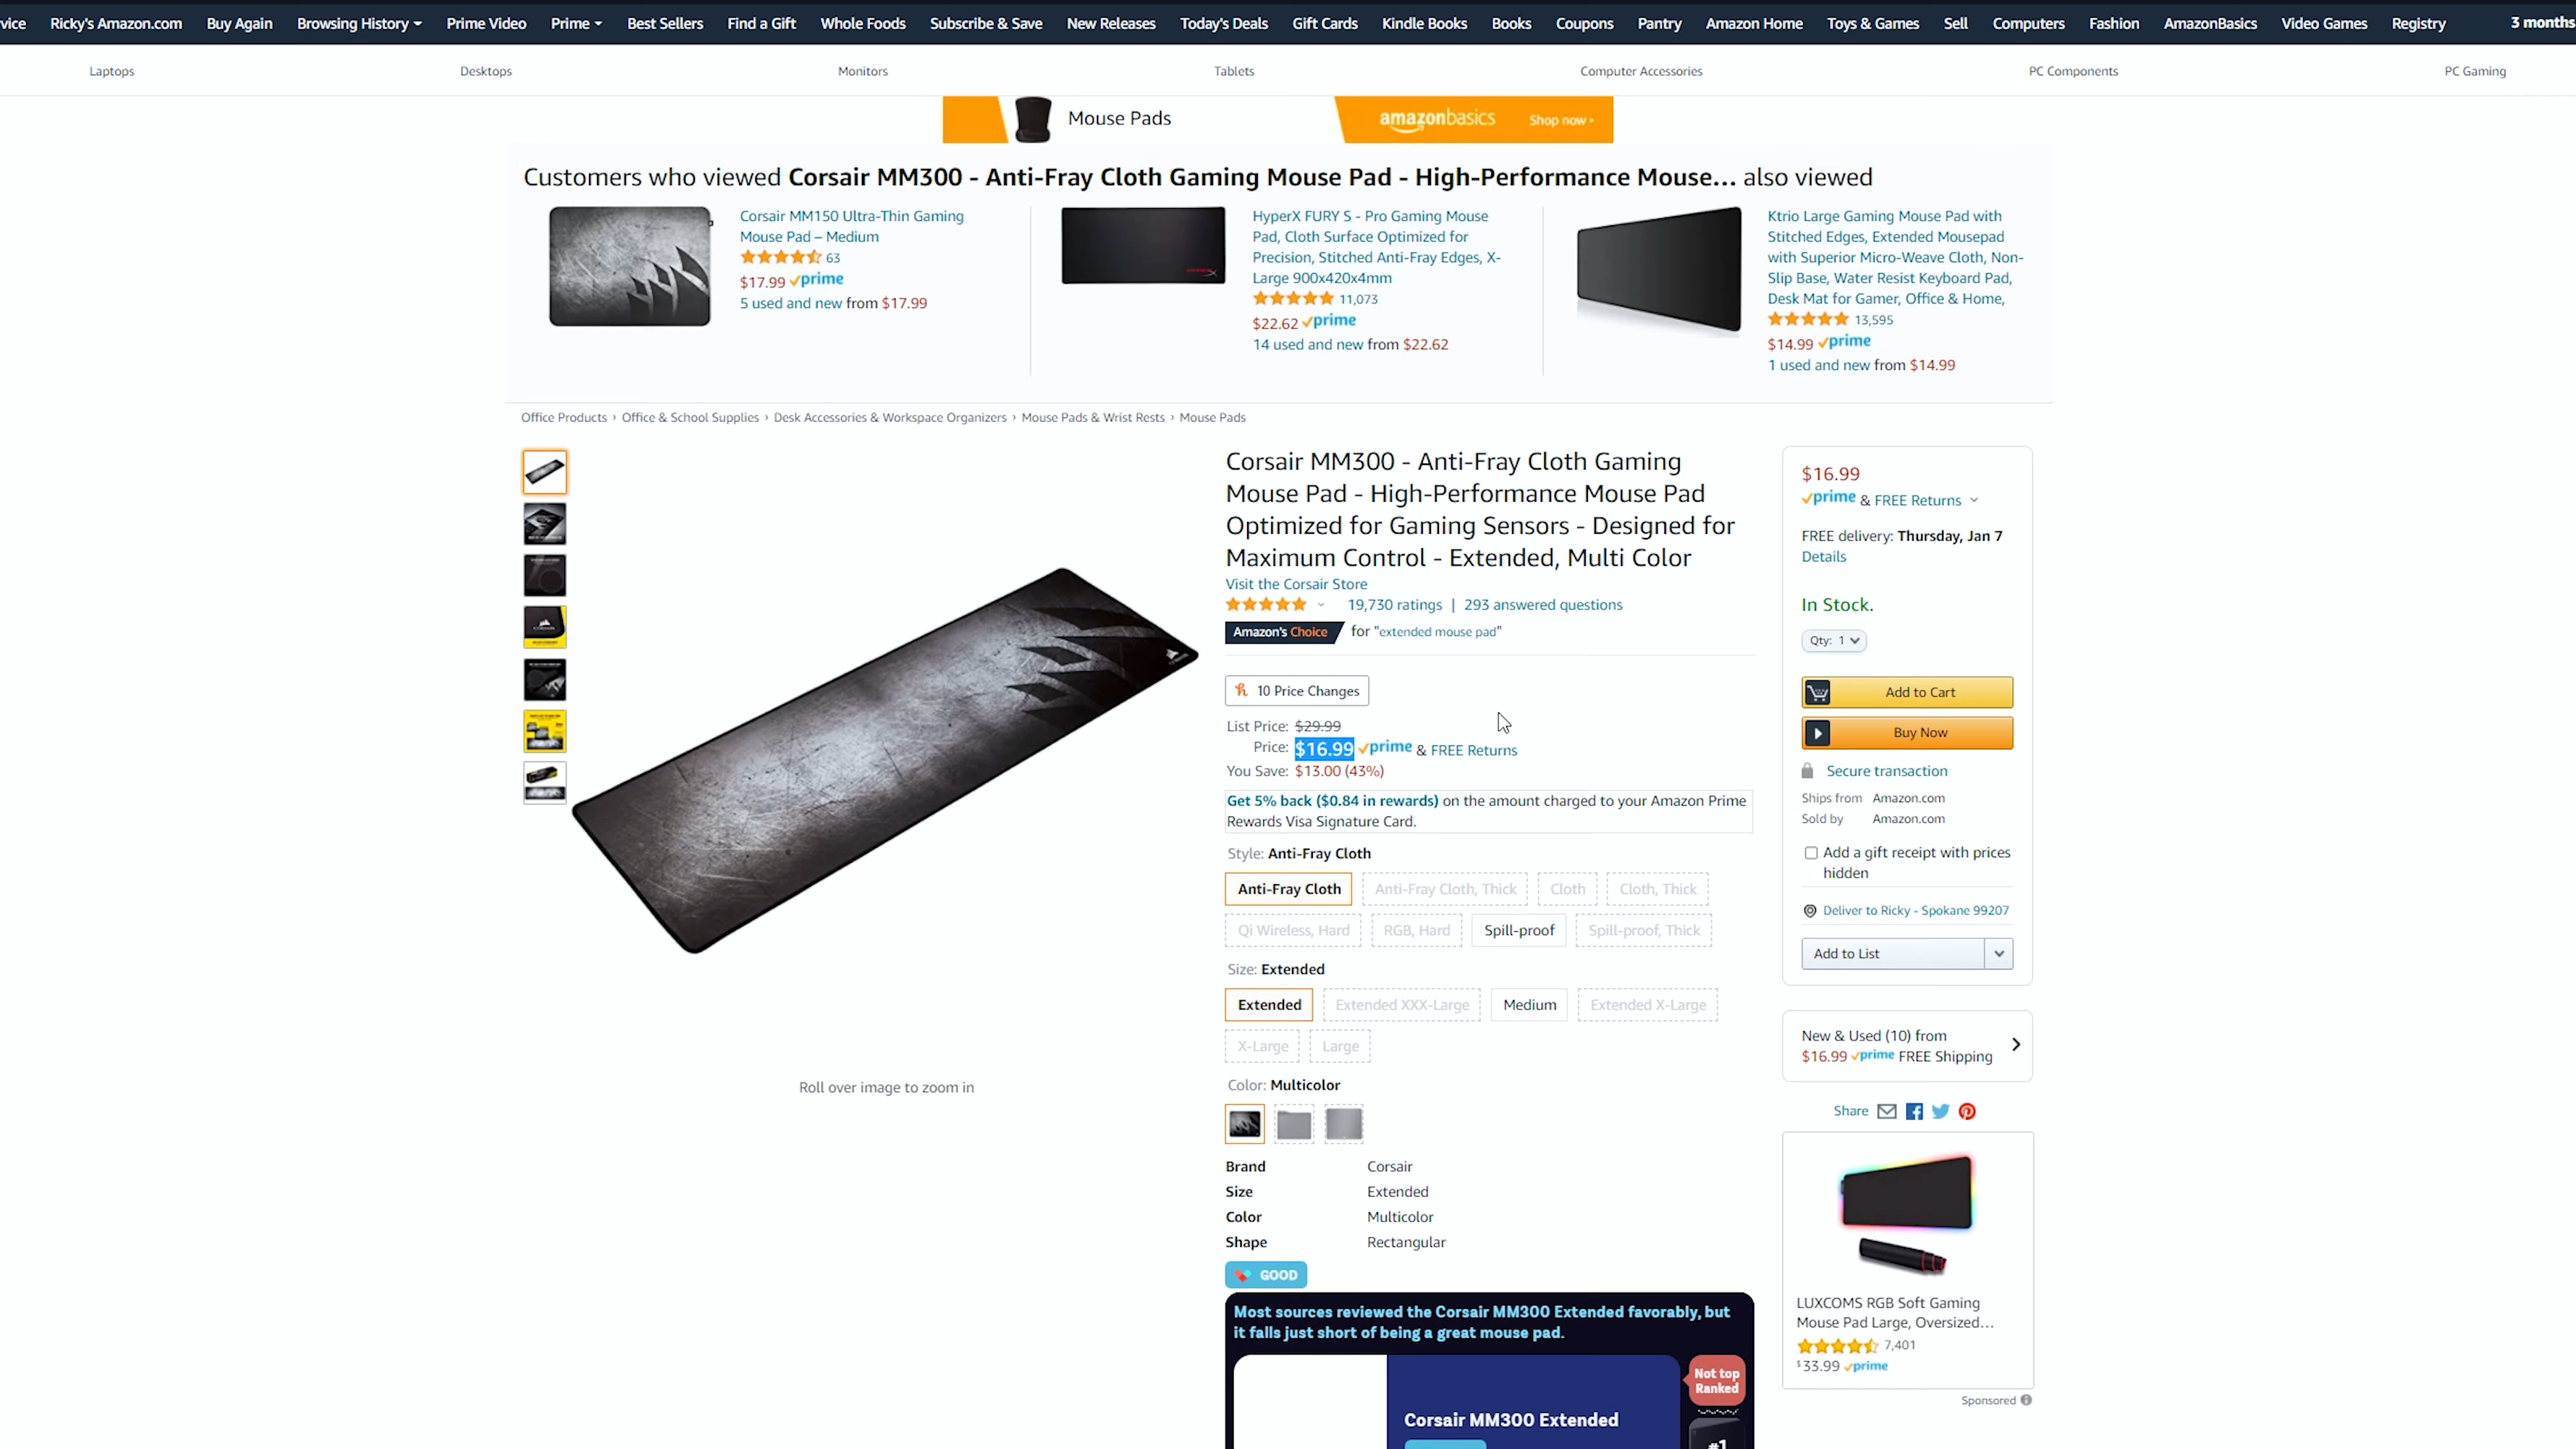 vice Ricky's Amazon.com Buy Again Browsing History Prime Video Prime Best Sellers Find a Gift Whole Foods Subscribe & Save New Releases Today's Deals Gift Cards Kindle Books Books Coupons Pantry Amazon Home Toys & Games Sell Computers Fashion AmazonBasics Video Games Registry 3 months
Laptops Desktops Monitors Tablets Computer Accessories PC Components PC Gaming
Mouse Pads amazonbasics Shop now
Customers who viewed Corsair MM300 - Anti-Fray Cloth Gaming Mouse Pad - High-Performance Mouse... also viewed
Corsair MM150 Ultra-Thin Gaming
Mouse Pad – Medium
63
$17.99 prime
5 used and new from $17.99
HyperX FURY S - Pro Gaming Mouse
Pad, Cloth Surface Optimized for
Precision, Stitched Anti-Fray Edges, X-
Large 900x420x4mm
11,073
$22.62 prime
14 used and new from $22.62
Ktrio Large Gaming Mouse Pad with
Stitched Edges, Extended Mousepad
with Superior Micro-Weave Cloth, Non-
Slip Base, Water Resist Keyboard Pad,
Desk Mat for Gamer, Office & Home,
13,595
$14.99 prime
1 used and new from $14.99
Office Products › Office & School Supplies › Desk Accessories & Workspace Organizers › Mouse Pads & Wrist Rests › Mouse Pads
Roll over image to zoom in
Corsair MM300 - Anti-Fray Cloth Gaming
Mouse Pad - High-Performance Mouse Pad
Optimized for Gaming Sensors - Designed for
Maximum Control - Extended, Multi Color
Visit the Corsair Store
19,730 ratings | 293 answered questions
Amazon's Choice for "extended mouse pad"
10 Price Changes
List Price: $29.99
Price: $16.99 prime & FREE Returns
You Save: $13.00 (43%)
Get 5% back ($0.84 in rewards) on the amount charged to your Amazon Prime
Rewards Visa Signature Card.
Style: Anti-Fray Cloth
Anti-Fray Cloth Anti-Fray Cloth, Thick Cloth Cloth, Thick
Qi Wireless, Hard RGB, Hard Spill-proof Spill-proof, Thick
Size: Extended
Extended Extended XXX-Large Medium Extended X-Large
X-Large Large
Color: Multicolor
Brand Corsair
Size Extended
Color Multicolor
Shape Rectangular
GOOD
Most sources reviewed the Corsair MM300 Extended favorably, but
it falls just short of being a great mouse pad.
Not top
Ranked
Corsair MM300 Extended
#1
$16.99
prime & FREE Returns
FREE delivery: Thursday, Jan 7
Details
In Stock.
Qty: 1
Add to Cart
Buy Now
Secure transaction
Ships from Amazon.com
Sold by Amazon.com
Add a gift receipt with prices
hidden
Deliver to Ricky - Spokane 99207
Add to List
New & Used (10) from
$16.99 prime FREE Shipping
Share
LUXCOMS RGB Soft Gaming
Mouse Pad Large, Oversized...
7,401
$33.99 prime
Sponsored